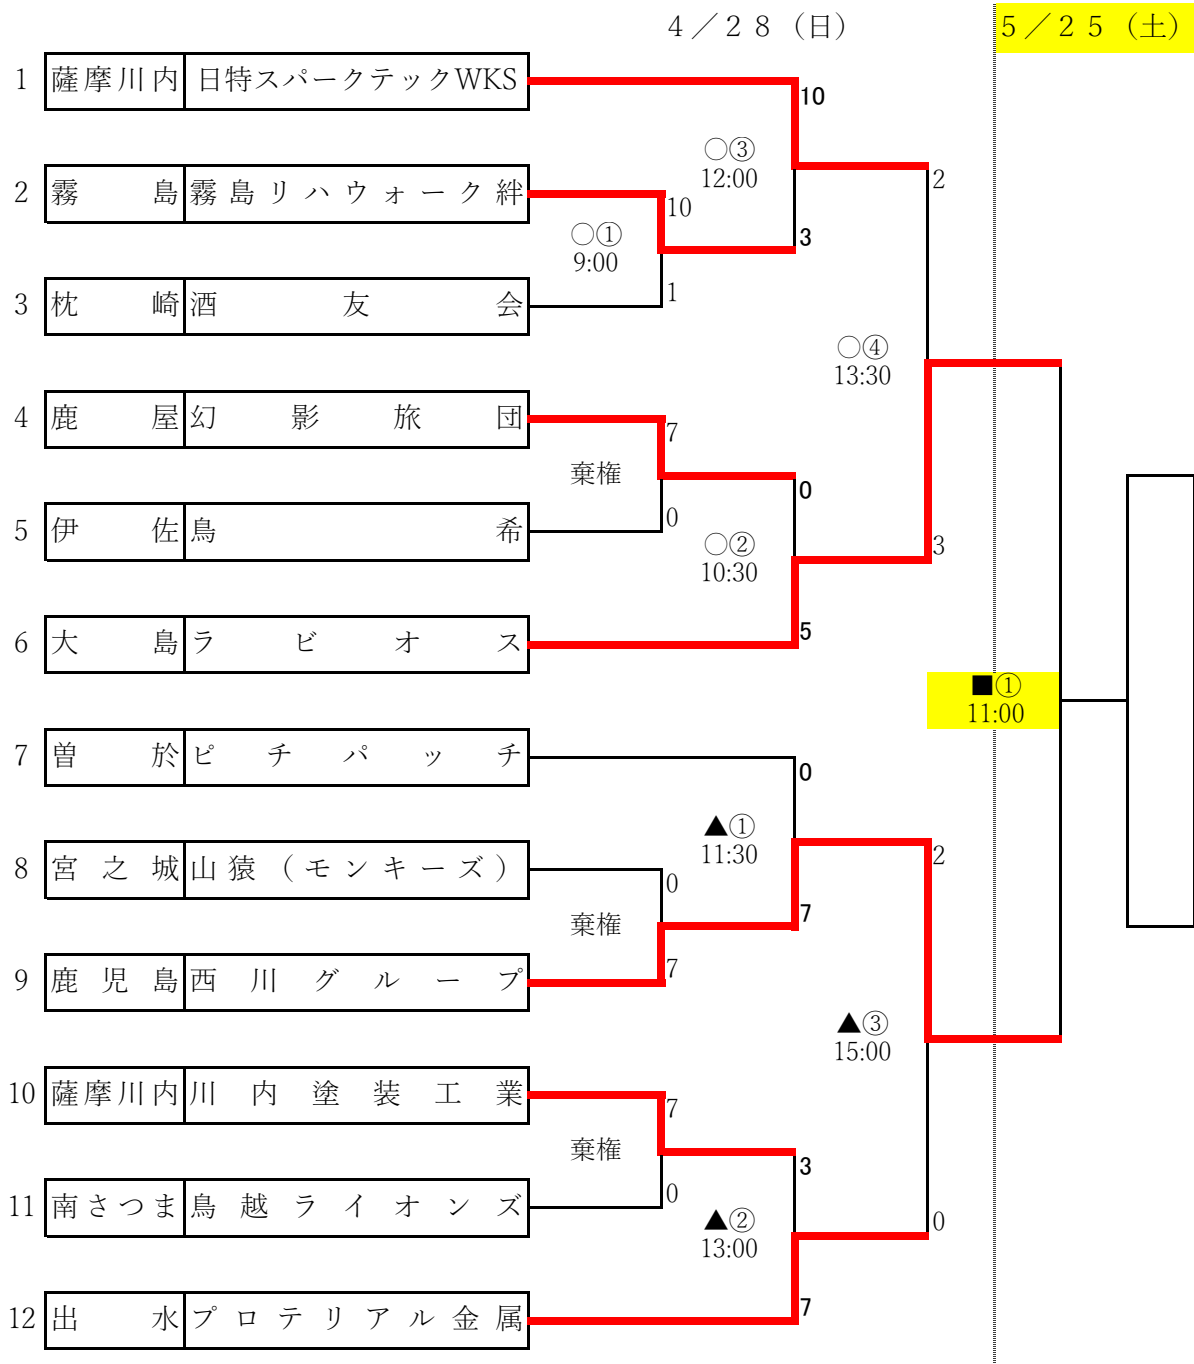 ４／２８（日）
５／２５（土）
1 薩摩川内 日特スパークテックWKS
10
○③
12:00
2
2 霧島 霧島リハウォーク絆
10
○①
9:00
3
3 枕崎 酒友会
1
○④
13:30
4 鹿屋 幻影旅団
7
棄権
0
5 伊佐 鳥希
0
○②
10:30
3
6 大島 ラビオス
5
■①
11:00
7 曽於 ピチパッチ
0
▲①
11:30
2
8 宮之城 山猿（モンキーズ）
0
棄権
7
9 鹿児島 西川グループ
7
▲③
15:00
10 薩摩川内 川内塗装工業
7
棄権
3
11 南さつま 鳥越ライオンズ
0
▲②
13:00
0
12 出水 プロテリアル金属
7